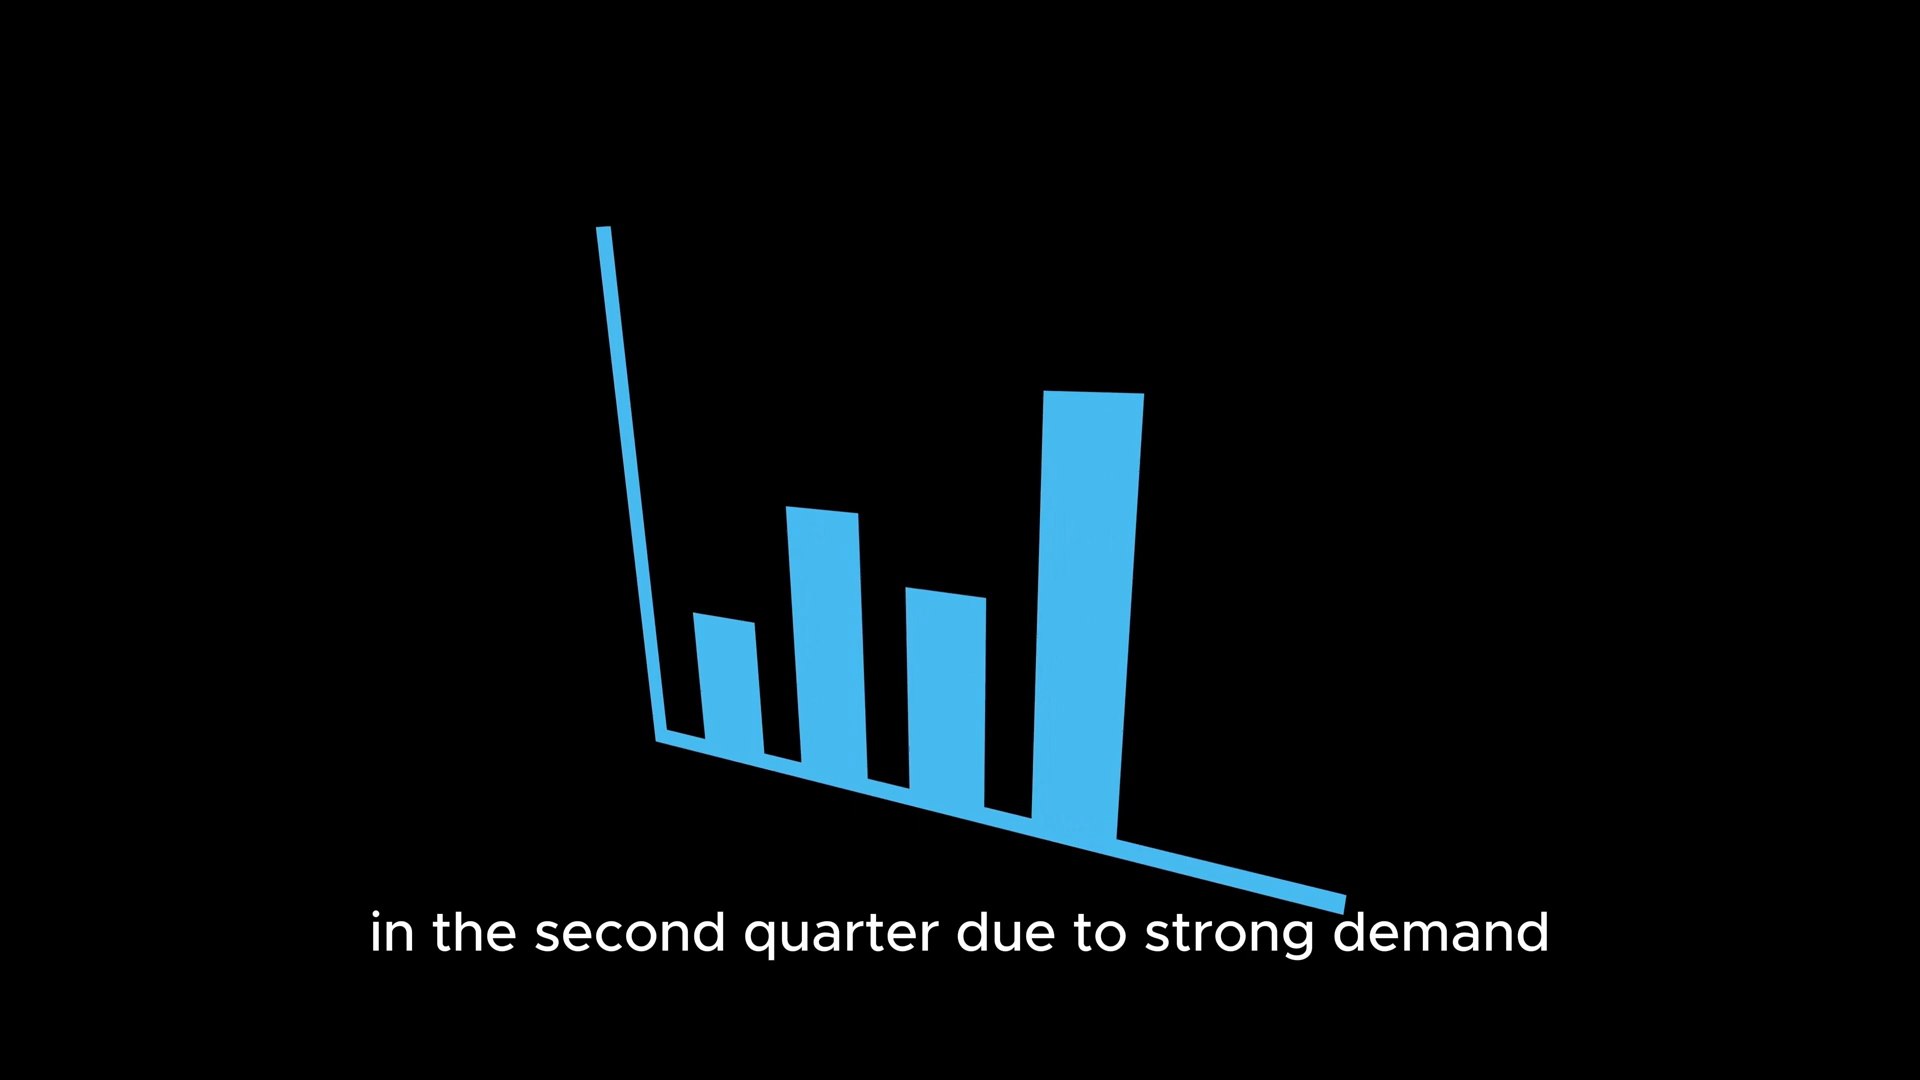 in the second quarter due to strong demand